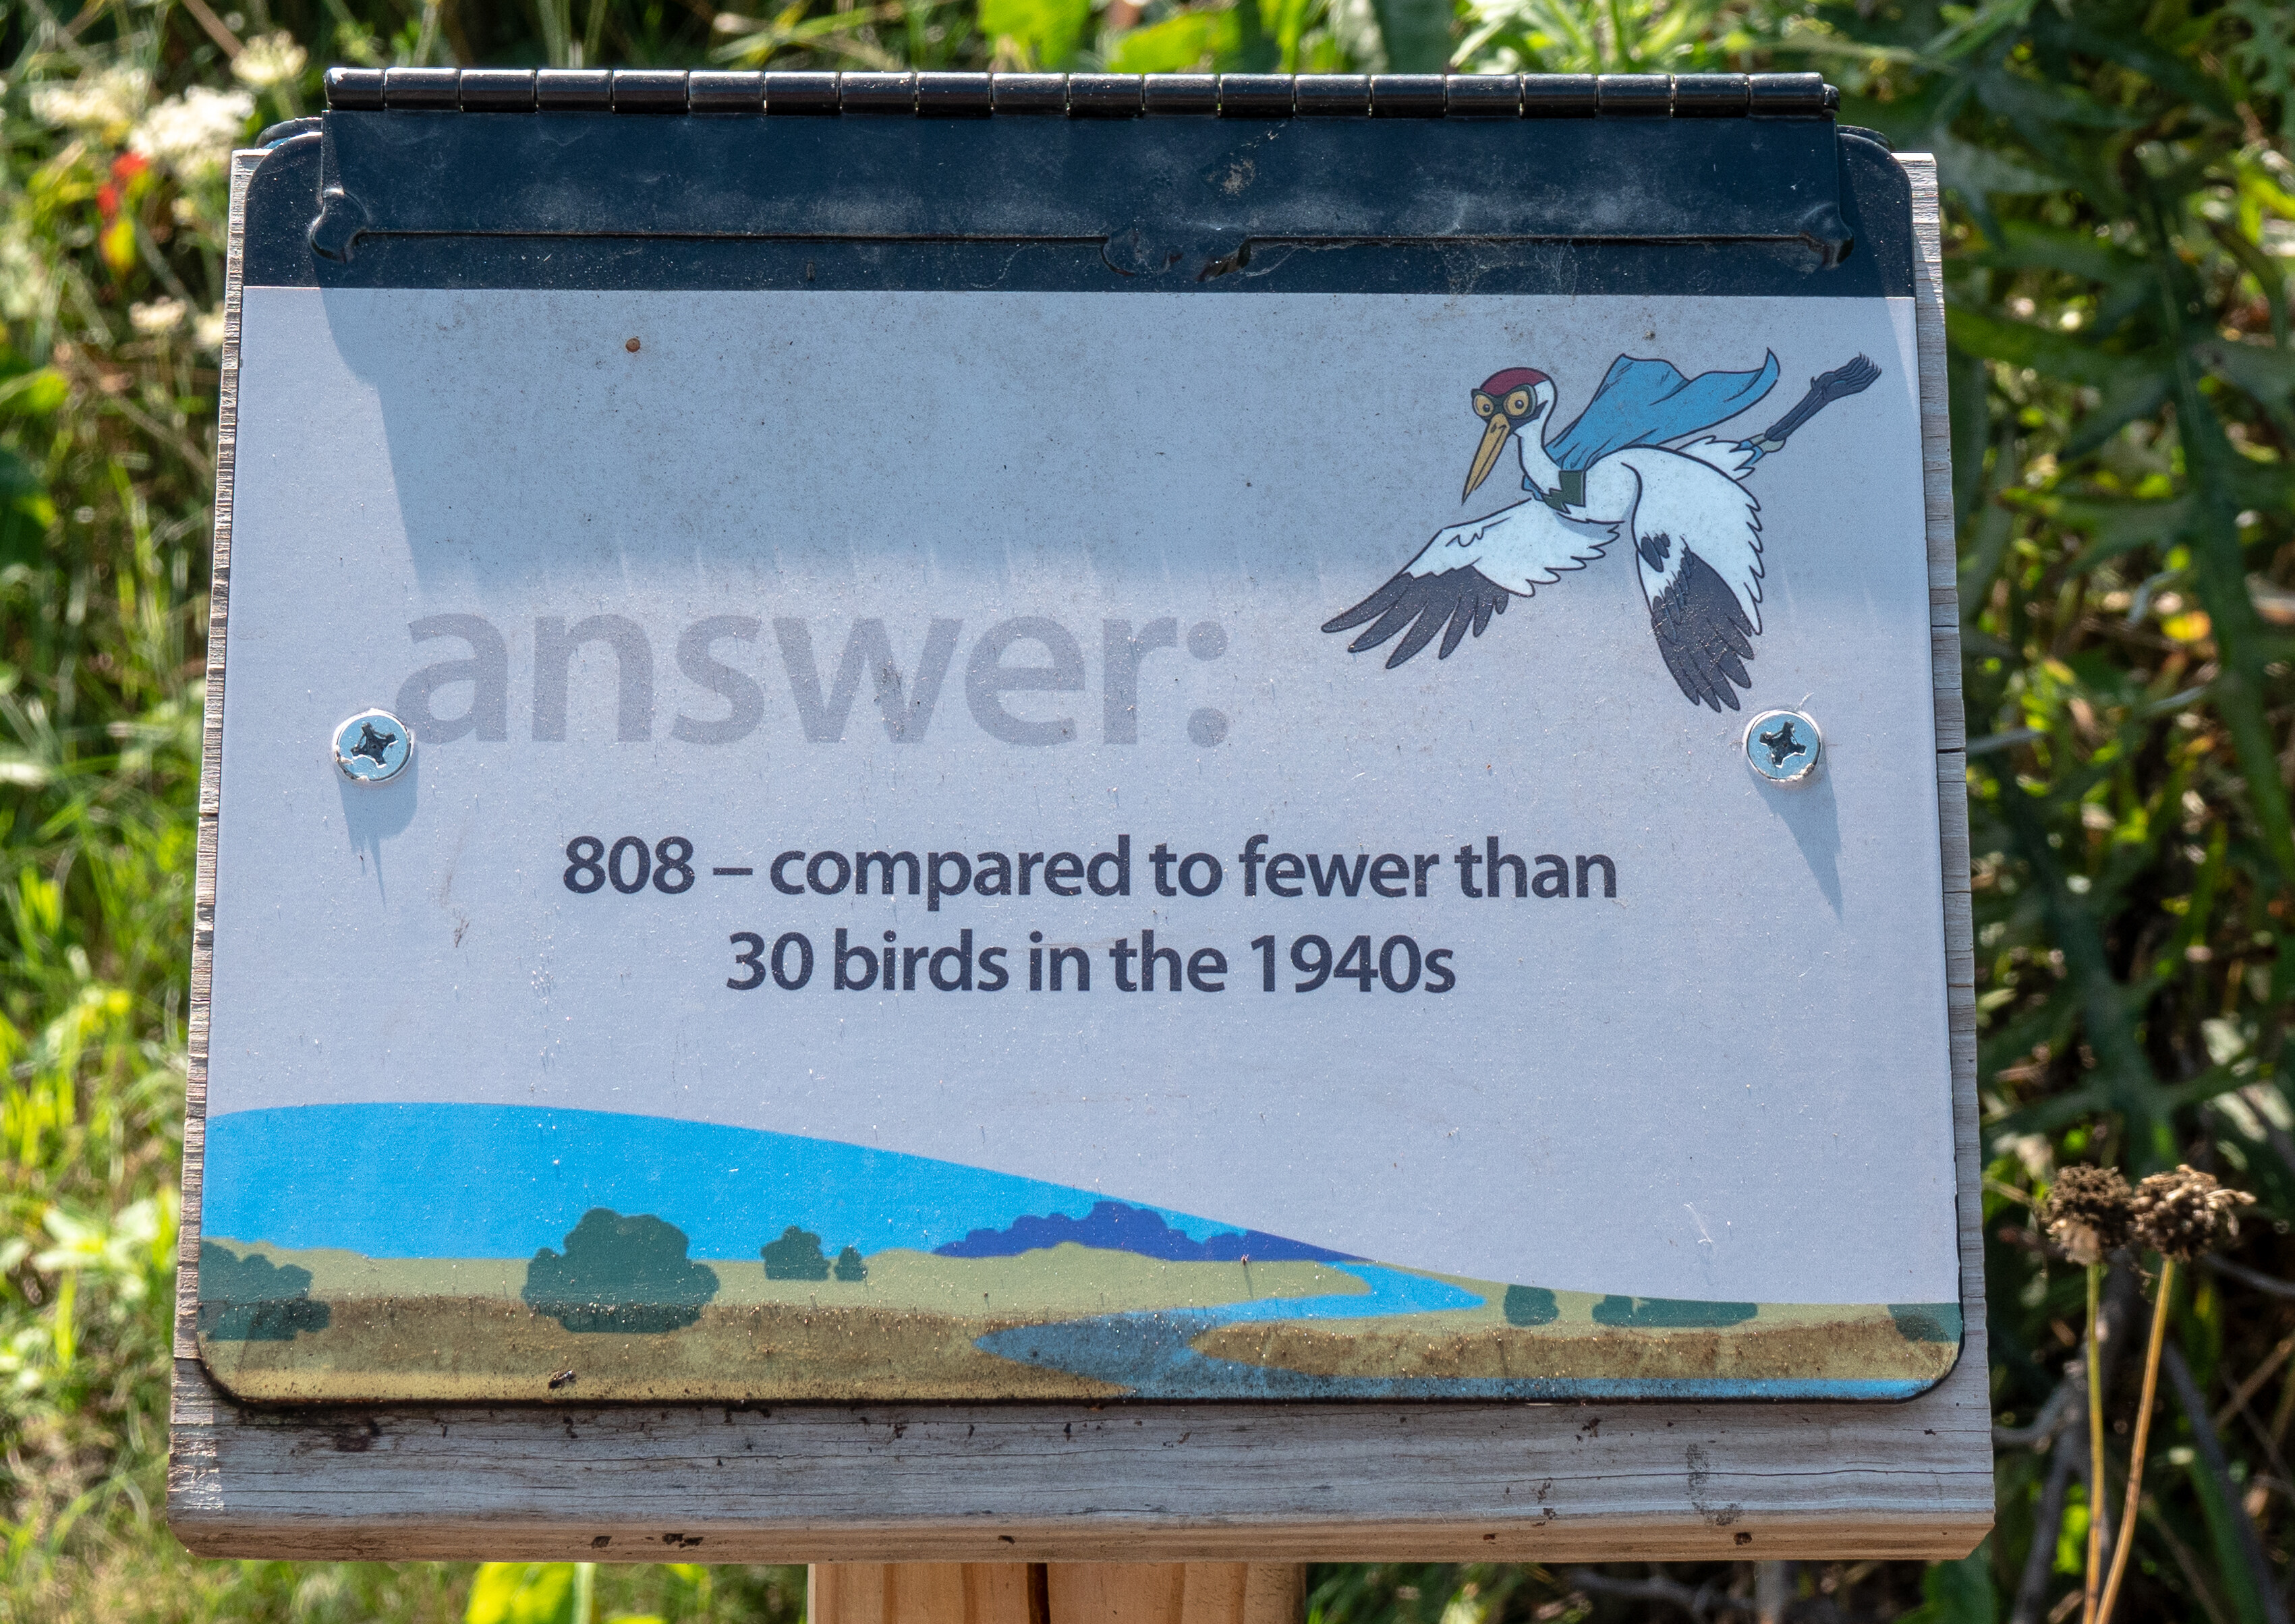 answer:
808 – compared to fewer than
30 birds in the 1940s